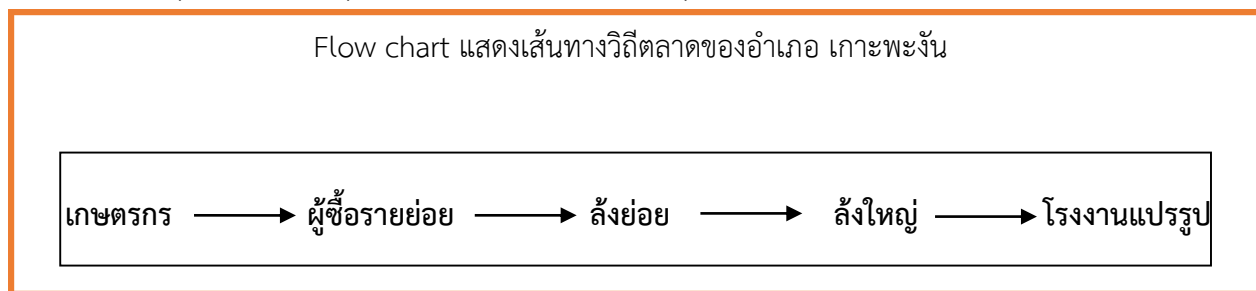 Flow chart แสดงเส้นทางวิถีตลาดของอำเภอ เกาะพะงัน
เกษตรกร ผู้ซื้อรายย่อย ล้งย่อย ล้งใหญ่ โรงงานแปรรูป